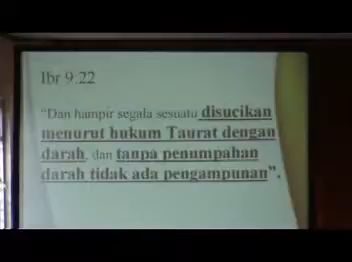 Ibr 9:22
“Dan hampir segala sesuatu disucikan
menurut hukum Taurat dengan
darah, dan tanpa penumpahan
darah tidak ada pengampunan”.